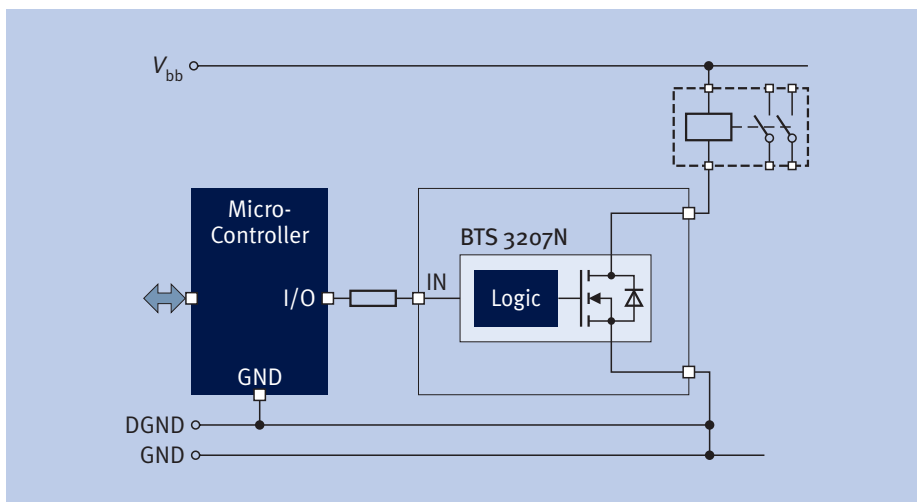 Vbb
Micro-
Controller
I/O
GND
IN
BTS 3207N
Logic
DGND
GND